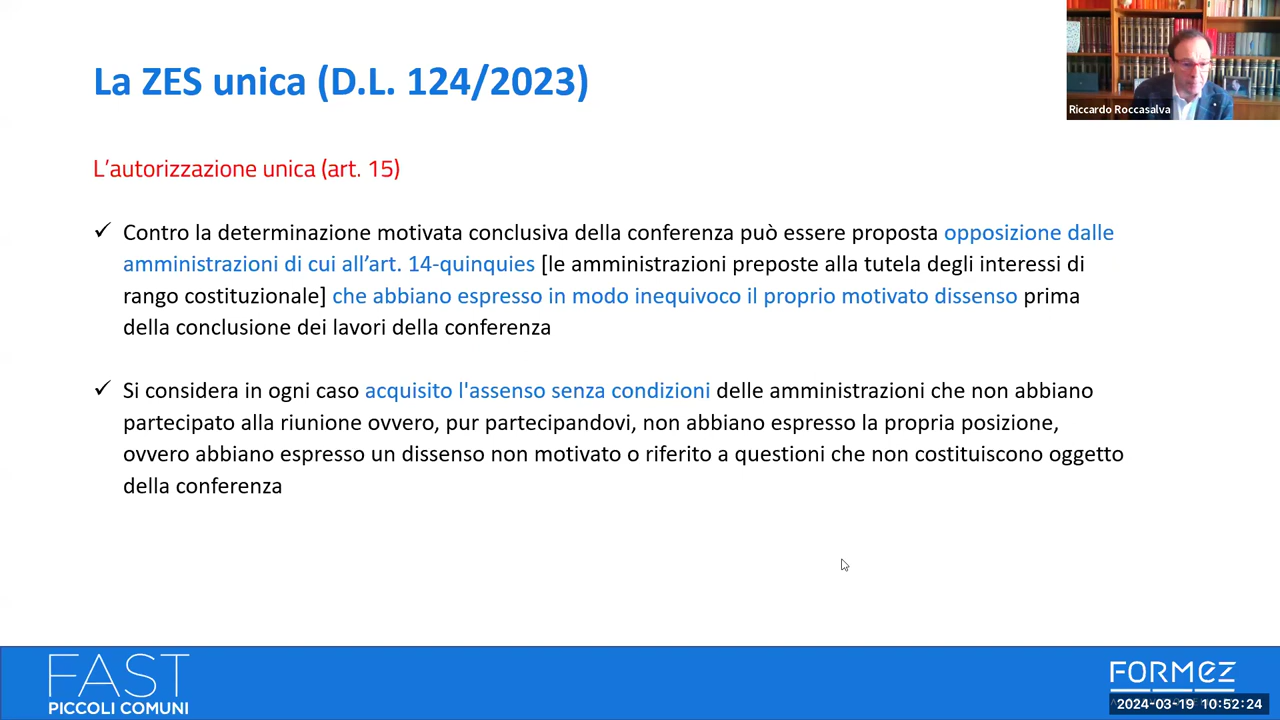 La ZES unica (D.L. 124/2023)
Riccardo Roccasalva
L’autorizzazione unica (art. 15)
✓ Contro la determinazione motivata conclusiva della conferenza può essere proposta opposizione dalle
amministrazioni di cui all’art. 14-quinquies [le amministrazioni preposte alla tutela degli interessi di
rango costituzionale] che abbiano espresso in modo inequivoco il proprio motivato dissenso prima
della conclusione dei lavori della conferenza
✓ Si considera in ogni caso acquisito l'assenso senza condizioni delle amministrazioni che non abbiano
partecipato alla riunione ovvero, pur partecipandovi, non abbiano espresso la propria posizione,
ovvero abbiano espresso un dissenso non motivato o riferito a questioni che non costituiscono oggetto
della conferenza
FAST
PICCOLI COMUNI
FORMEZ
2024-03-19 10:52:24